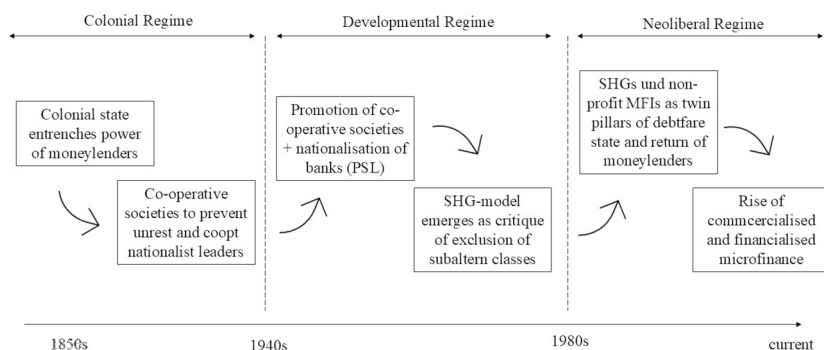 Colonial Regime
Developmental Regime
Neoliberal Regime
Colonial state
entrenches power
of moneylenders
Co-operative
societies to prevent
unrest and coopt
nationalist leaders
Promotion of co-
operative societies
+ nationalisation of
banks (PSL)
SHG-model
emerges as critique
of exclusion of
subaltern classes
SHGs und non-
profit MFIs as twin
pillars of debtfare
state and return of
moneylenders
Rise of
commcercialised
and financialised
microfinance
1850s
1940s
1980s
current